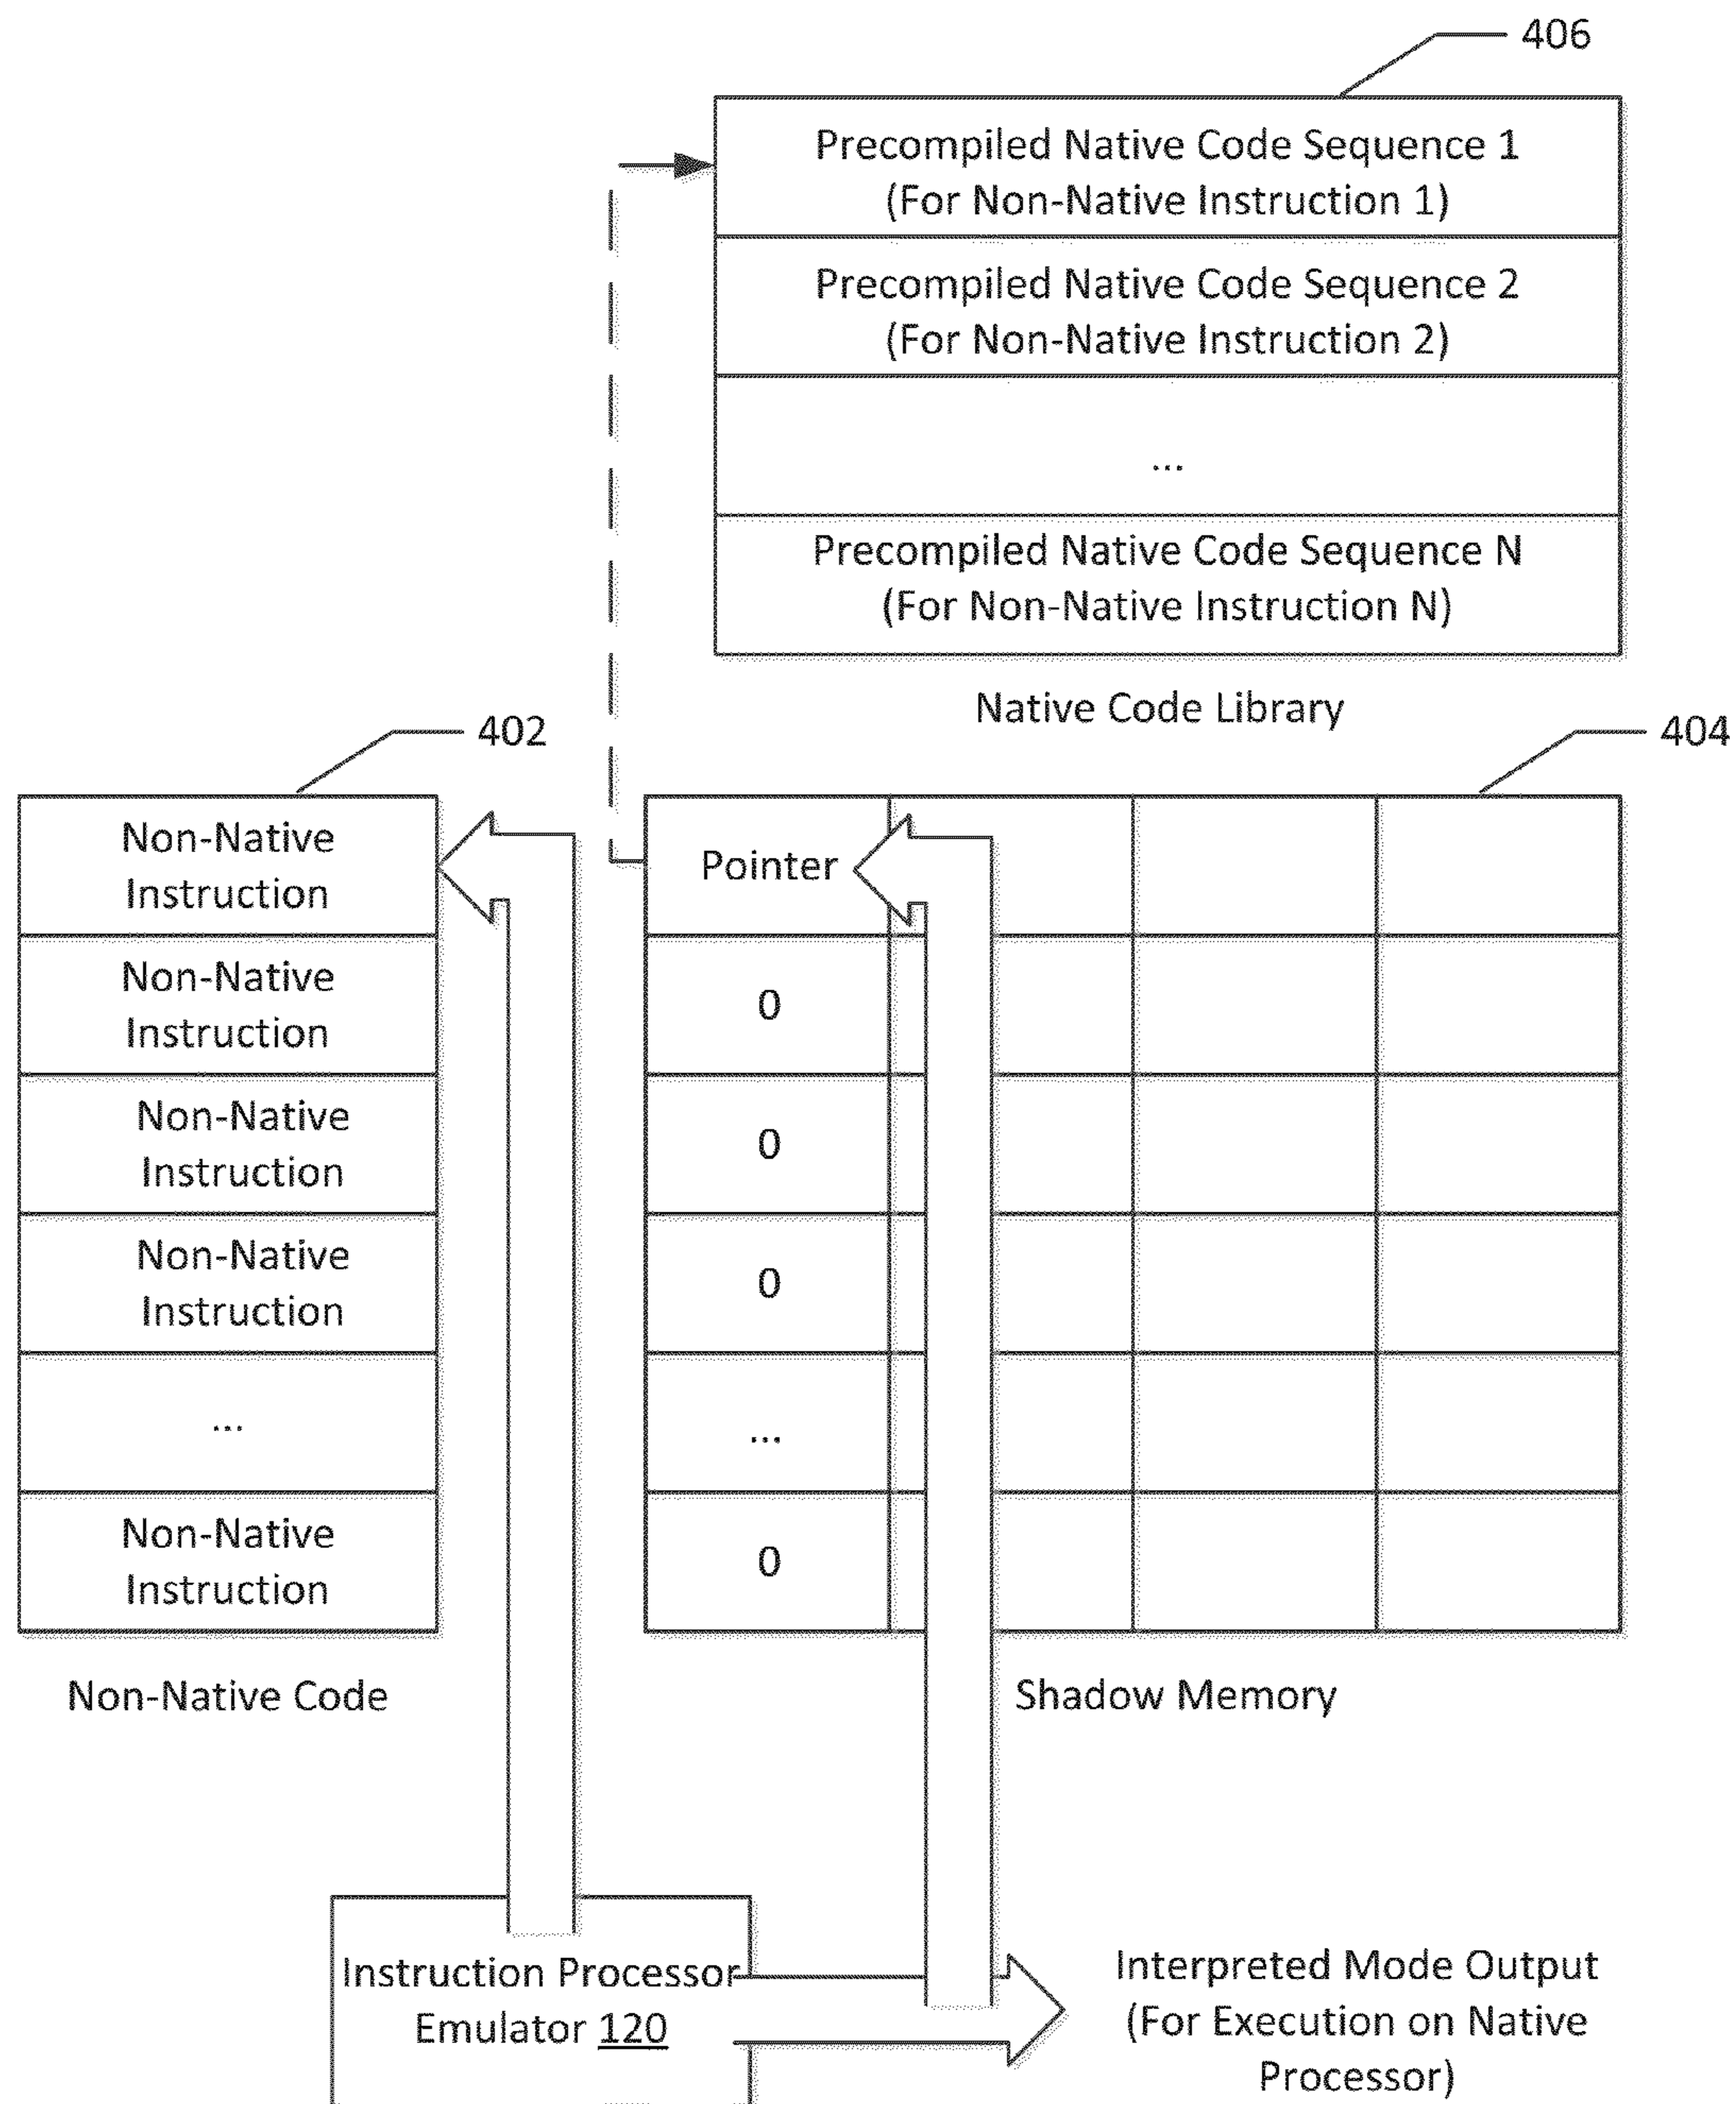 406
Precompiled Native Code Sequence 1
(For Non-Native Instruction 1)
Precompiled Native Code Sequence 2
(For Non-Native Instruction 2)
...
Precompiled Native Code Sequence N
(For Non-Native Instruction N)
Native Code Library
402
404
Non-Native
Instruction
Non-Native
Instruction
Non-Native
Instruction
Non-Native
Instruction
...
Non-Native
Instruction
Non-Native Code
Pointer
0
0
0
...
0
Shadow Memory
Instruction Processor
Emulator 120
Interpreted Mode Output
(For Execution on Native
Processor)